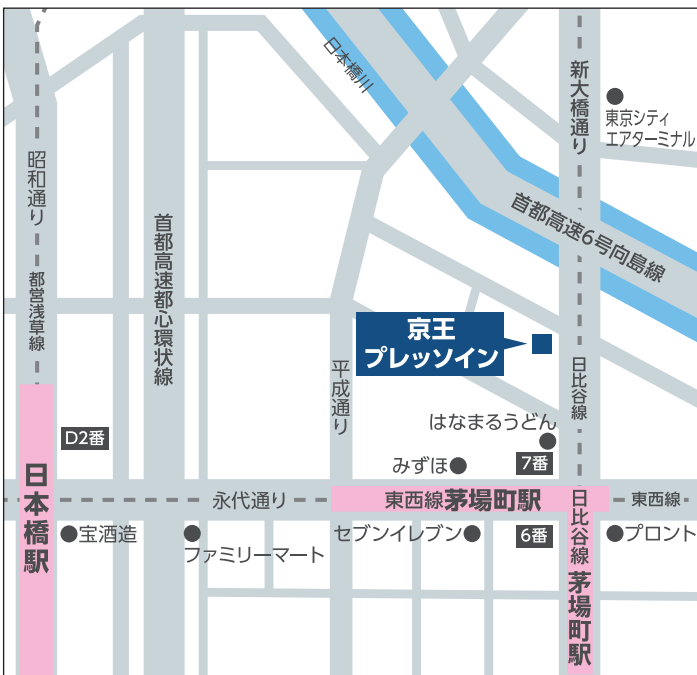 日本橋川
新大橋通り
東京シティ
エアターミナル
昭和通り
都営浅草線
首都高速都心環状線
首都高速6号向島線
京王
プレッソイン
平成通り
日比谷線
はなまるうどん
D2番
みずほ
7番
日本橋駅
永代通り
東西線茅場町駅
日比谷線茅場町駅
東西線
宝酒造
ファミリーマート
セブンイレブン
6番
プロント